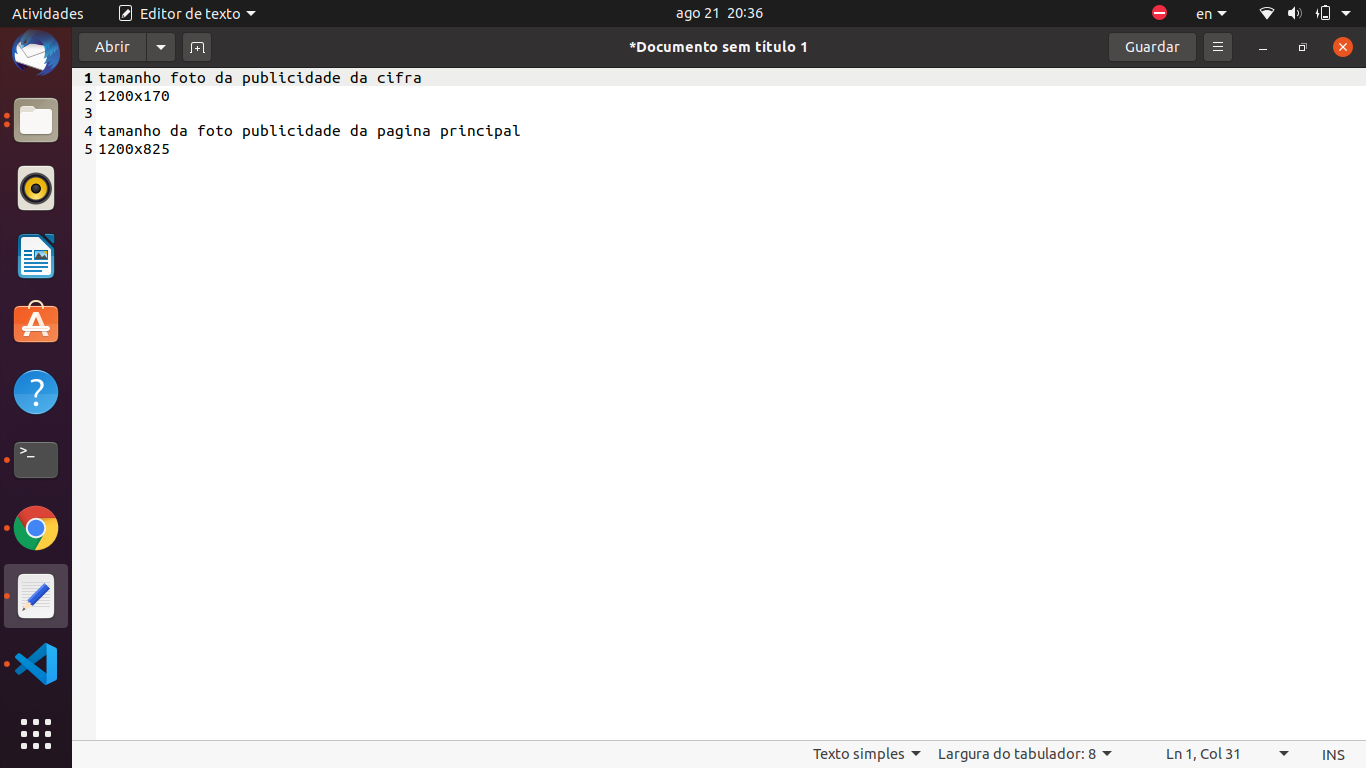 Atividades Editor de texto ago 21 20:36 en
Abrir *Documento sem título 1 Guardar
1 tamanho foto da publicidade da cifra
2 1200x170
3
4 tamanho da foto publicidade da pagina principal
5 1200x825
Texto simples Largura do tabulador: 8 Ln 1, Col 31 INS